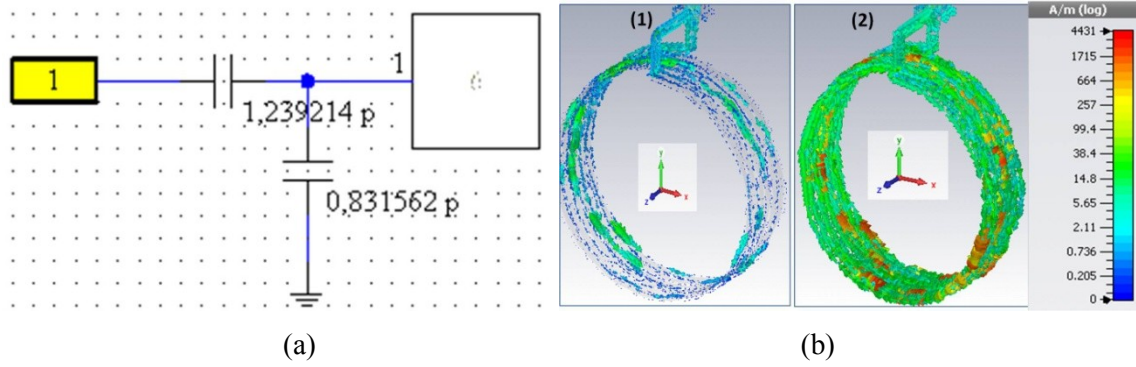 1
1
1,239214 p
0,831562 p
(a)
(1)
(2)
y
x
z
y
x
z
A/m (log)
4431
1715
664
257
99.4
38.4
14.8
5.65
2.11
0.736
0.205
0
(b)